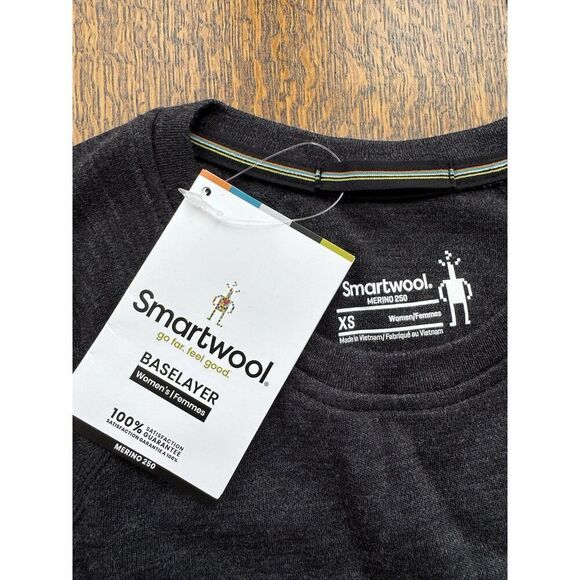 Smartwool®
go far. feel good.
BASELAYER
Women's | Femmes
100% SATISFACTION
GUARANTEE
SATISFACTION GARANTIE À 100%
MERINO 250
Smartwool®
MERINO 250
XS
Women/Femmes
Made in Vietnam/Fabriqué au Vietnam